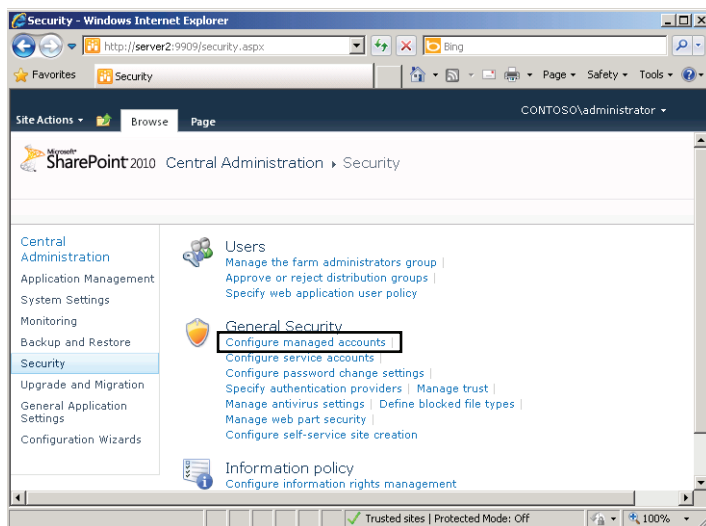 Security - Windows Internet Explorer
http://server2:9909/security.aspx
Bing
Favorites
Security
Page
Safety
Tools
Site Actions
Browse
Page
CONTOSO\administrator
Microsoft
SharePoint 2010
Central Administration
Security
Central
Administration
Application Management
System Settings
Monitoring
Backup and Restore
Security
Upgrade and Migration
General Application
Settings
Configuration Wizards
Users
Manage the farm administrators group
Approve or reject distribution groups
Specify web application user policy
General Security
Configure managed accounts
Configure service accounts
Configure password change settings
Specify authentication providers | Manage trust
Manage antivirus settings | Define blocked file types
Manage web part security
Configure self-service site creation
Information policy
Configure information rights management
Trusted sites | Protected Mode: Off
100%